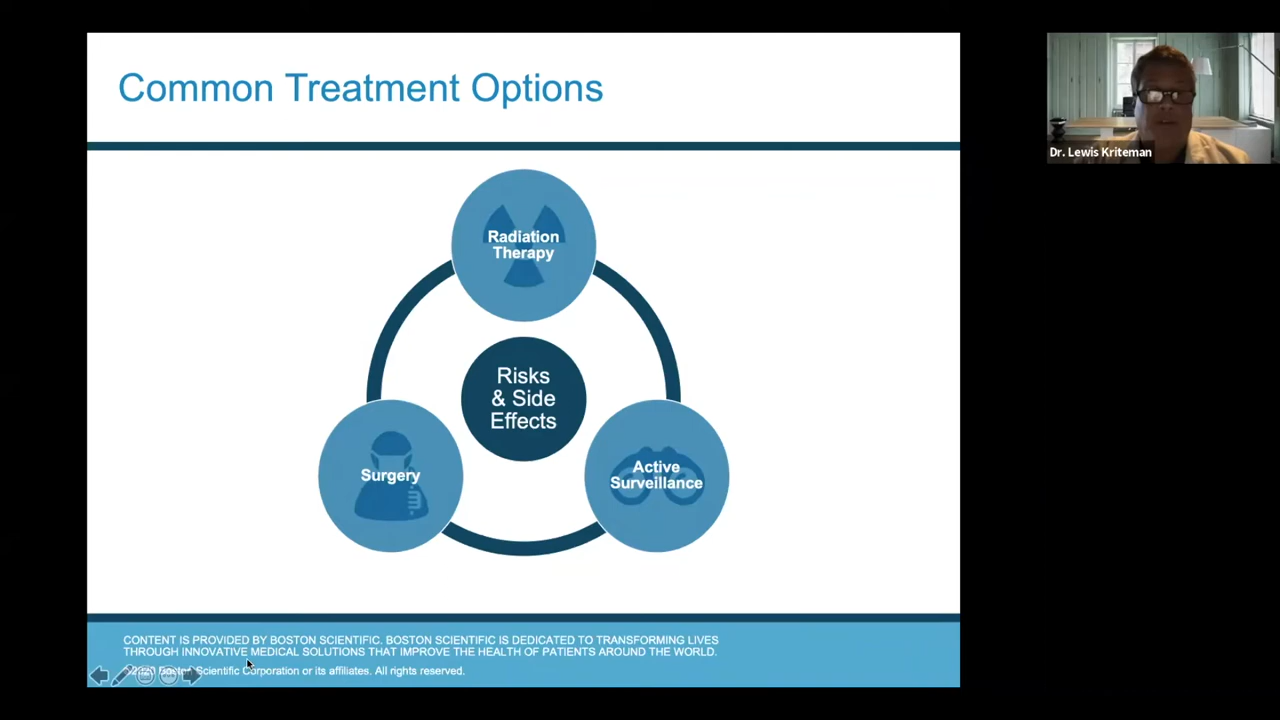 Common Treatment Options
Radiation
Therapy
Risks
& Side
Effects
Surgery
Active
Surveillance
CONTENT IS PROVIDED BY BOSTON SCIENTIFIC. BOSTON SCIENTIFIC IS DEDICATED TO TRANSFORMING LIVES
THROUGH INNOVATIVE MEDICAL SOLUTIONS THAT IMPROVE THE HEALTH OF PATIENTS AROUND THE WORLD.
Scientific Corporation or its affiliates. All rights reserved.
Dr. Lewis Kriteman